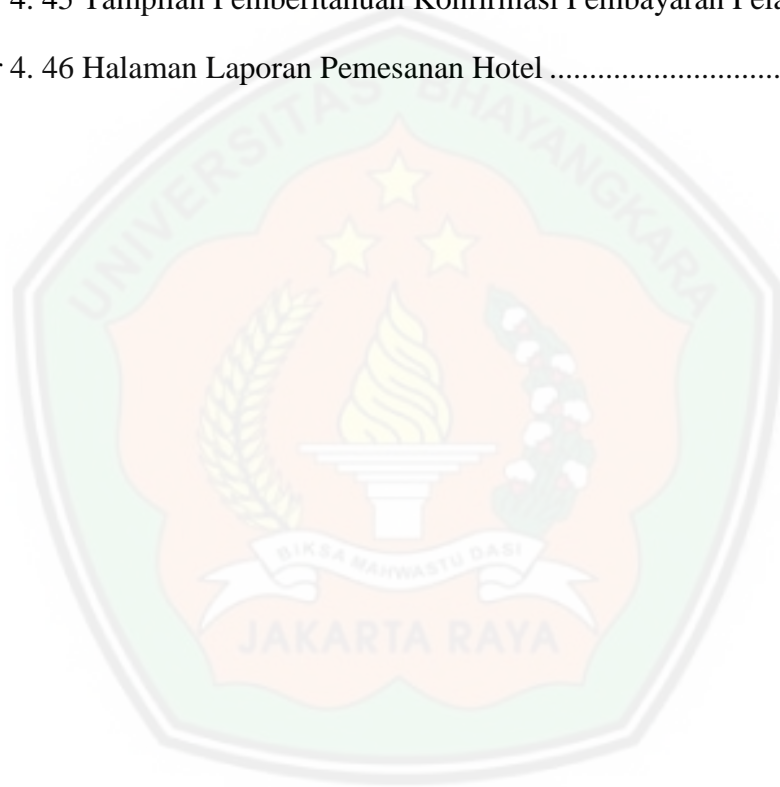 4. 45 Tampilan Pemberitahuan Konfirmasi Pembayaran
4. 46 Halaman Laporan Pemesanan Hotel ............................
UNIVERSITAS BHAYANGKARA
BIKSA MAHWASTU DASI
JAKARTA RAYA